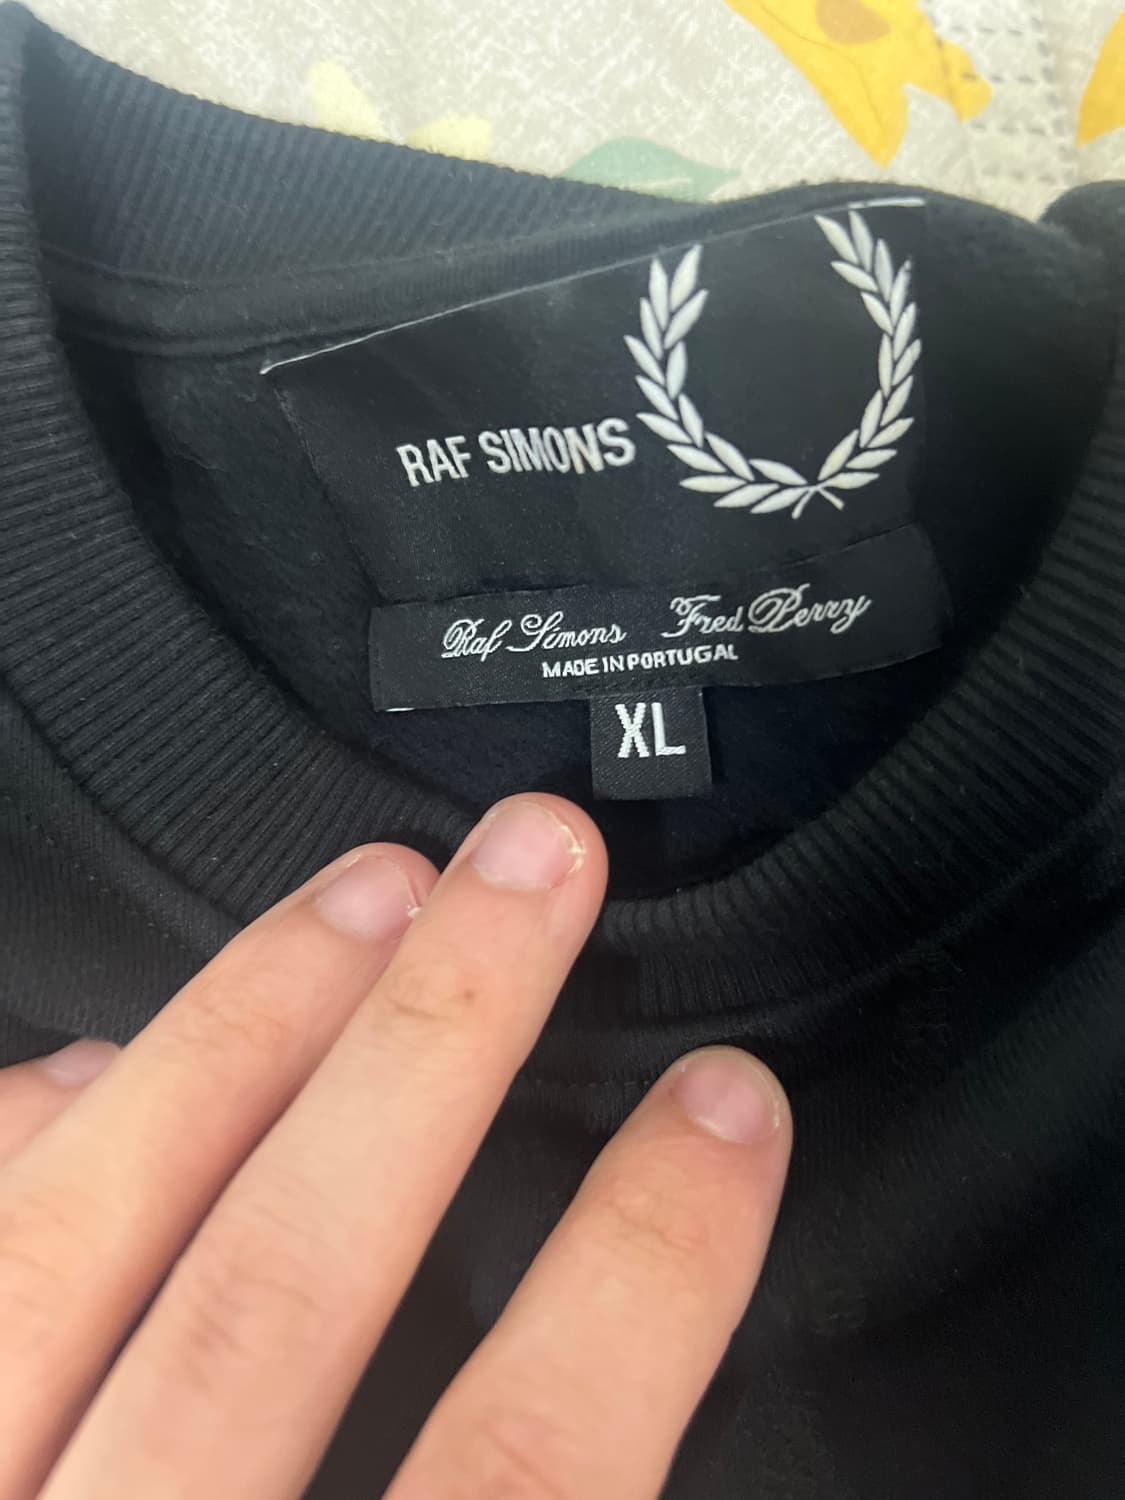 RAF SIMONS
Raf Simons Fred Perry
MADE IN PORTUGAL
XL